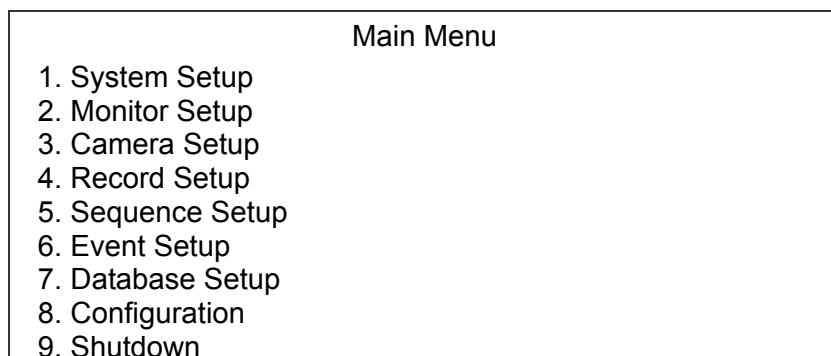 Main Menu
1. System Setup
2. Monitor Setup
3. Camera Setup
4. Record Setup
5. Sequence Setup
6. Event Setup
7. Database Setup
8. Configuration
9. Shutdown